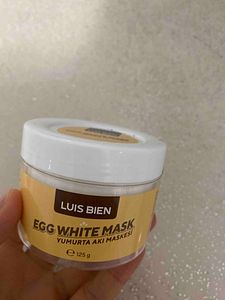 LUIS BIEN
EGG WHITE MASK
YUMURTA AKI MASKESİ
℮ 125 g